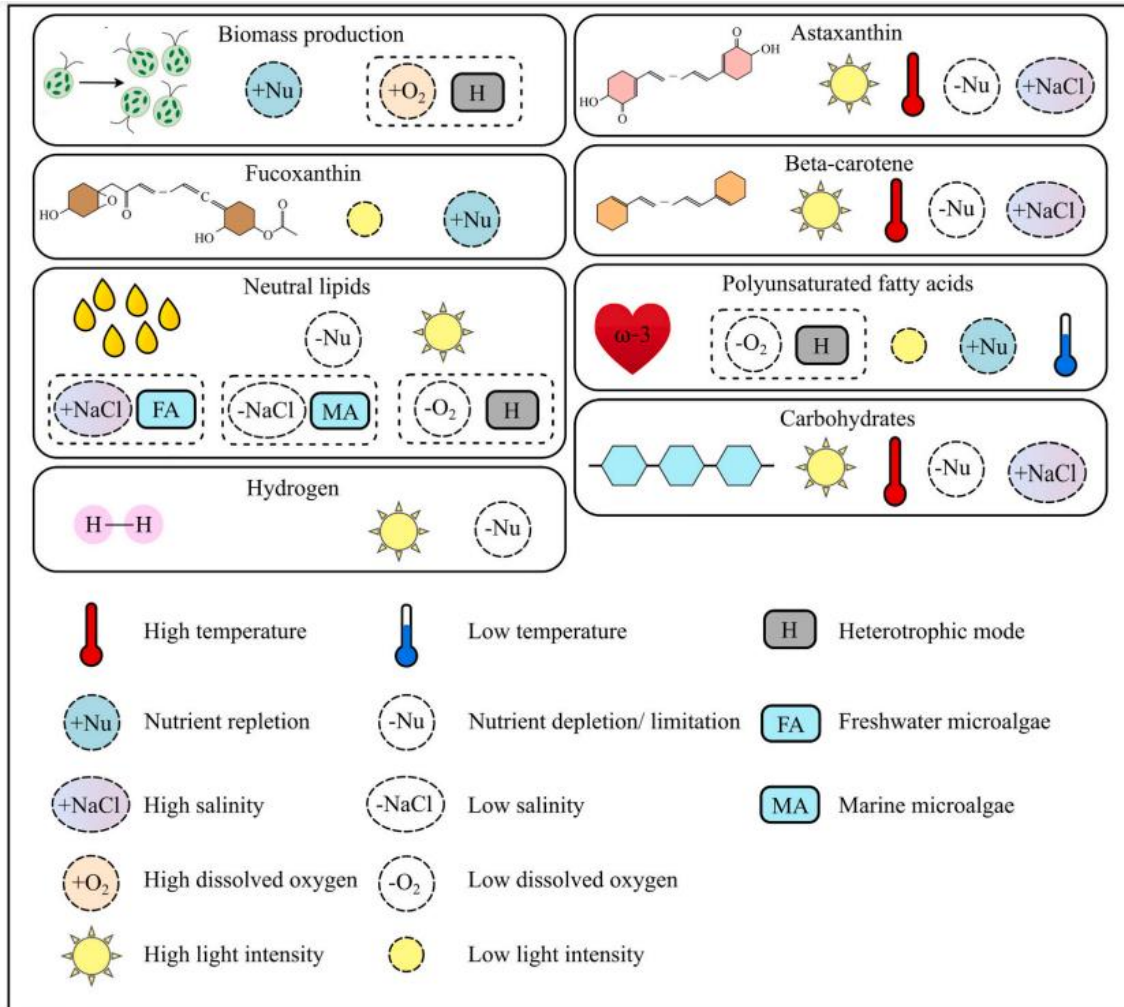 Biomass production
+Nu
+O₂
H
Fucoxanthin
HO
O
O
HO
O
O
+Nu
Neutral lipids
-Nu
+NaCl
FA
-NaCl
MA
-O₂
H
Hydrogen
H
H
-Nu
Astaxanthin
O
OH
HO
O
-Nu
+NaCl
Beta-carotene
-Nu
+NaCl
Polyunsaturated fatty acids
ω-3
-O₂
H
+Nu
Carbohydrates
-Nu
+NaCl
High temperature
Low temperature
H
Heterotrophic mode
+Nu
Nutrient repletion
-Nu
Nutrient depletion/ limitation
FA
Freshwater microalgae
+NaCl
High salinity
-NaCl
Low salinity
MA
Marine microalgae
+O₂
High dissolved oxygen
-O₂
Low dissolved oxygen
High light intensity
Low light intensity